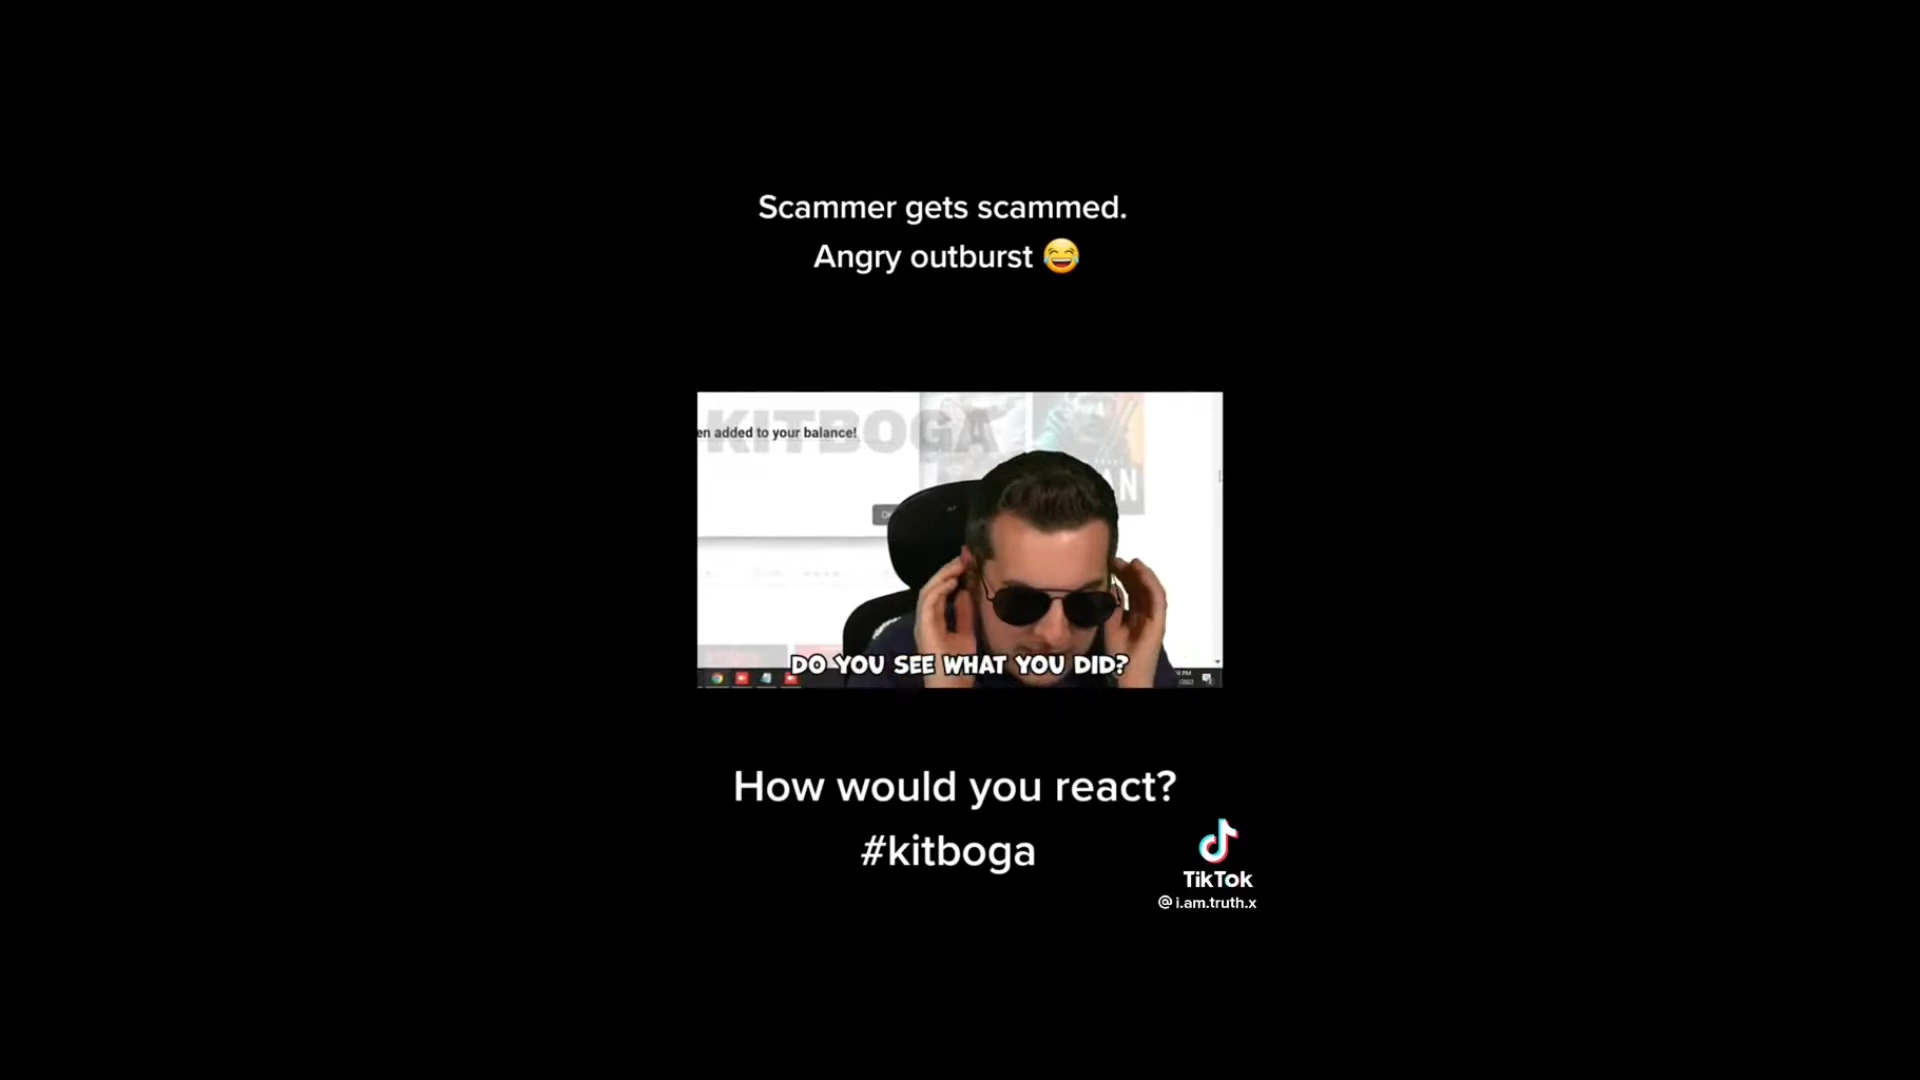 Scammer gets scammed.
Angry outburst 😂
KITBOGA
en added to your balance!
DO YOU SEE WHAT YOU DID?
How would you react?
#kitboga
TikTok
@i.am.truth.x